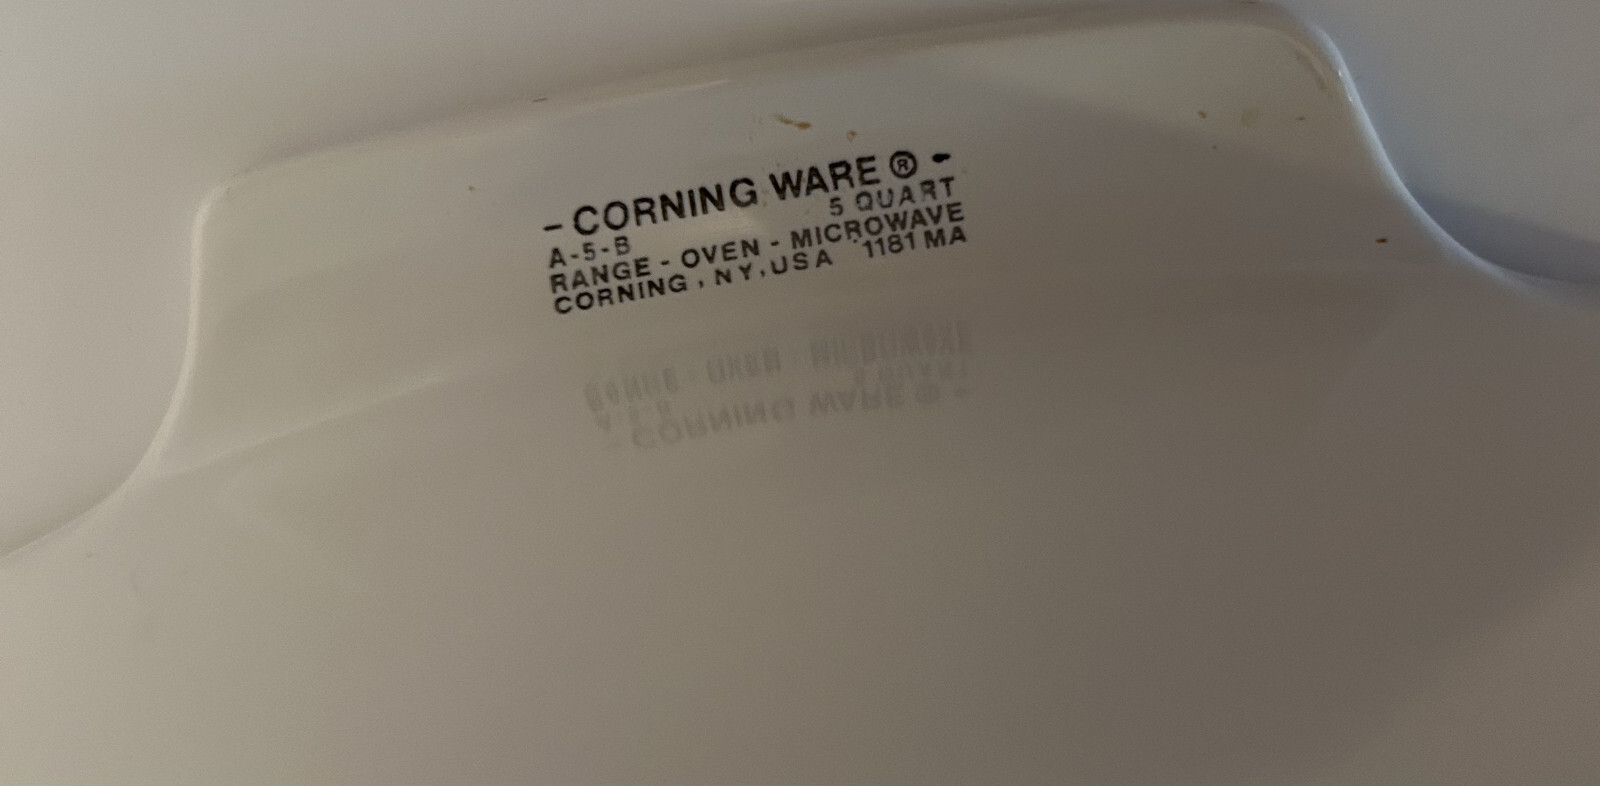 - CORNING WARE ® -
A-5-B 5 QUART
RANGE - OVEN - MICROWAVE
CORNING, NY, USA 1181 MA